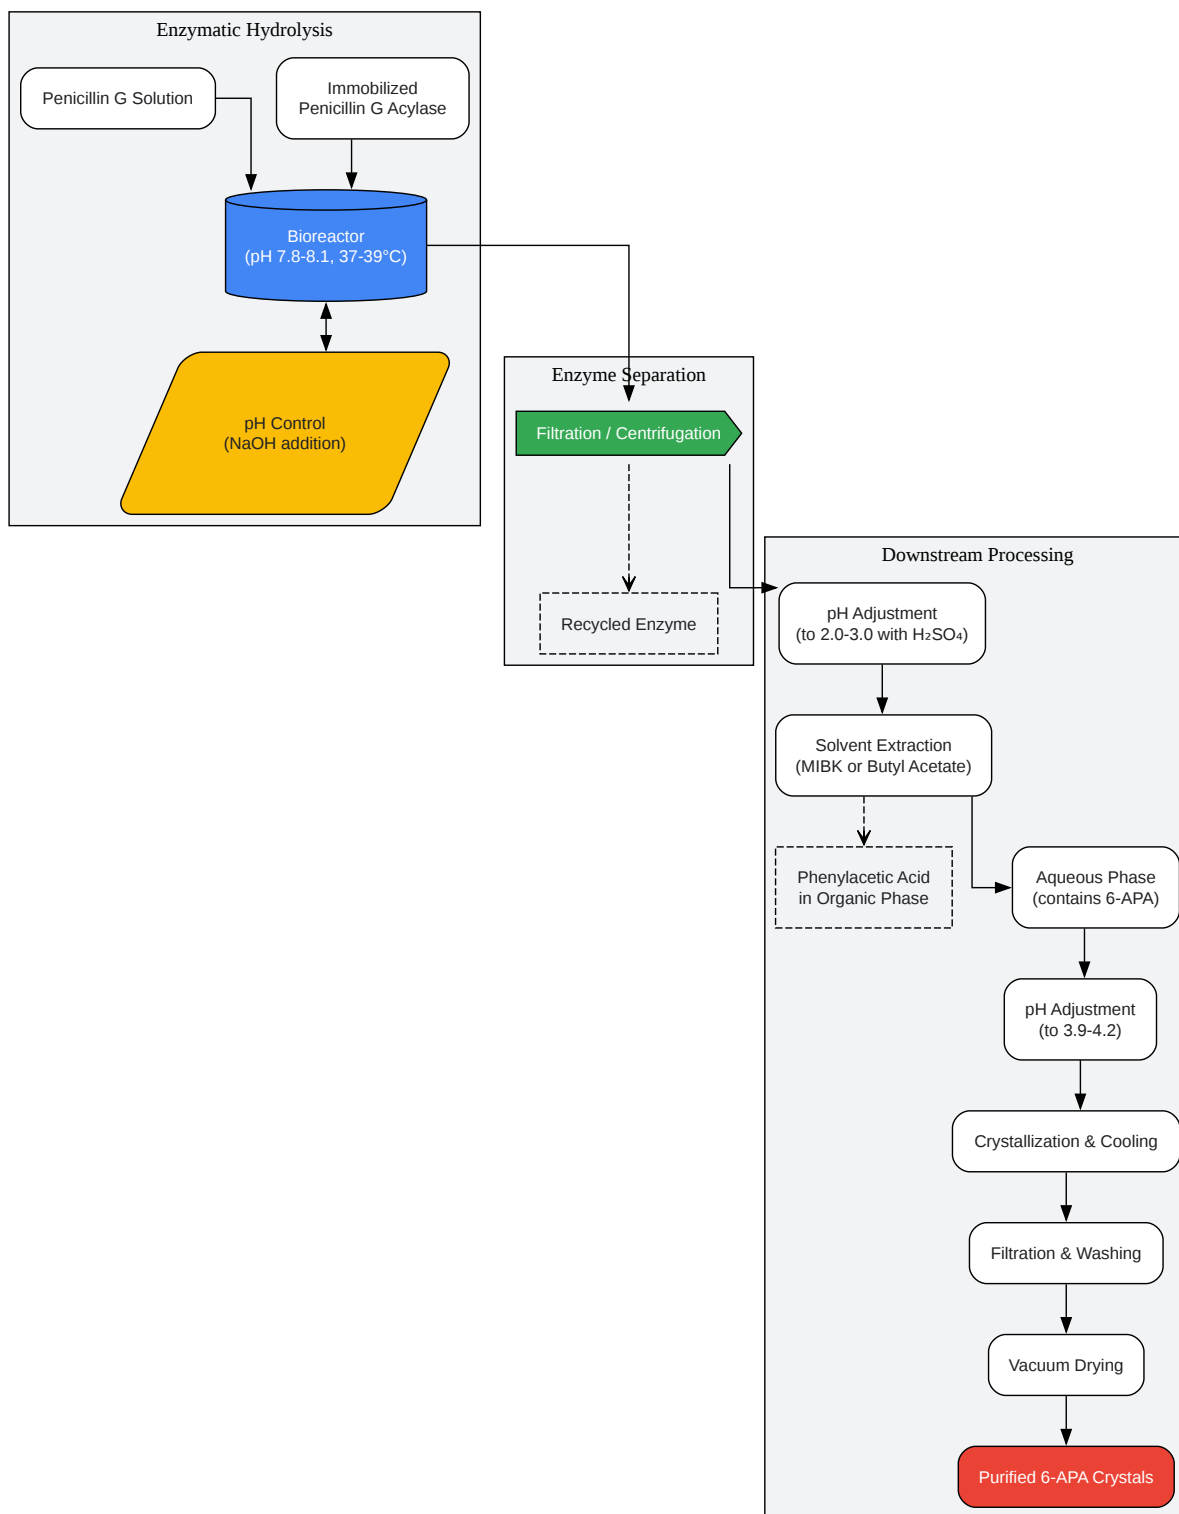 Enzymatic Hydrolysis
Penicillin G Solution
Immobilized
Penicillin G Acylase
Bioreactor
(pH 7.8-8.1, 37-39°C)
pH Control
(NaOH addition)
Enzyme Separation
Filtration / Centrifugation
Recycled Enzyme
Downstream Processing
pH Adjustment
(to 2.0-3.0 with H₂SO₄)
Solvent Extraction
(MIBK or Butyl Acetate)
Phenylacetic Acid
in Organic Phase
Aqueous Phase
(contains 6-APA)
pH Adjustment
(to 3.9-4.2)
Crystallization & Cooling
Filtration & Washing
Vacuum Drying
Purified 6-APA Crystals